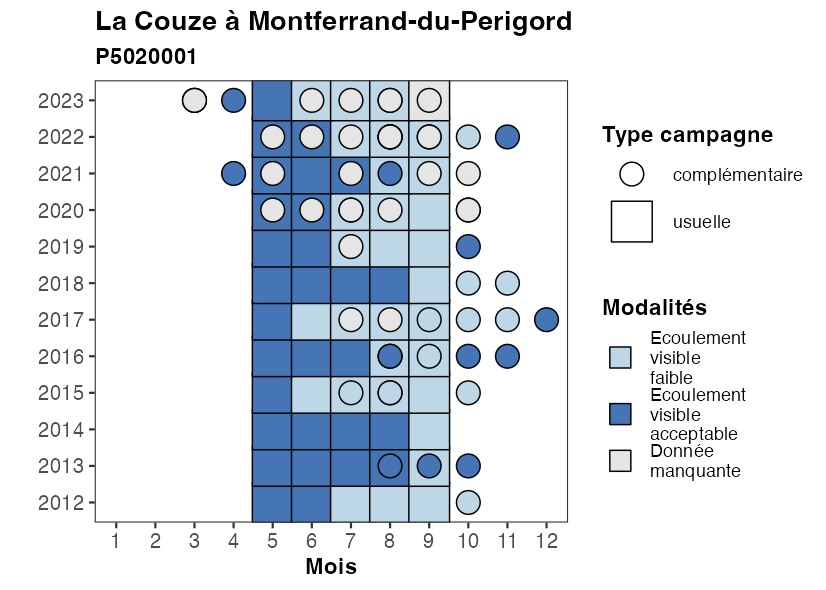 La Couze à Montferrand-du-Perigord
P5020001
2023
2022
2021
2020
2019
2018
2017
2016
2015
2014
2013
2012
1 2 3 4 5 6 7 8 9 10 11 12
Mois
Type campagne
complémentaire
usuelle
Modalités
Ecoulement
visible
faible
Ecoulement
visible
acceptable
Donnée
manquante